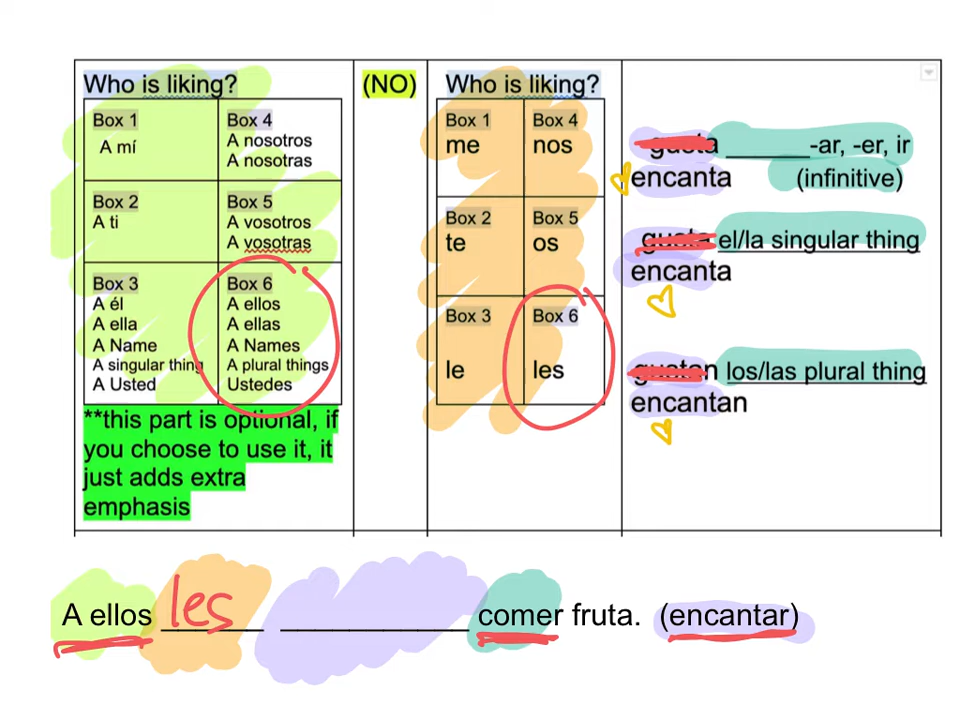 Who is liking?
(NO)
Who is liking?
Box 1
A mí
Box 4
A nosotros
A nosotras
Box 2
A ti
Box 5
A vosotros
A vosotras
Box 3
A él
A ella
A Name
A singular thing
A Usted
Box 6
A ellos
A ellas
A Names
A plural things
Ustedes
**this part is optional, if
you choose to use it, it
just adds extra
emphasis
Box 1
me
Box 4
nos
Box 2
te
Box 5
os
Box 3
le
Box 6
les
gusta ______-ar, -er, ir
encanta (infinitive)
gusta el/la singular thing
encanta
gustan los/las plural thing
encantan
A ellos les ____________ comer fruta. (encantar)